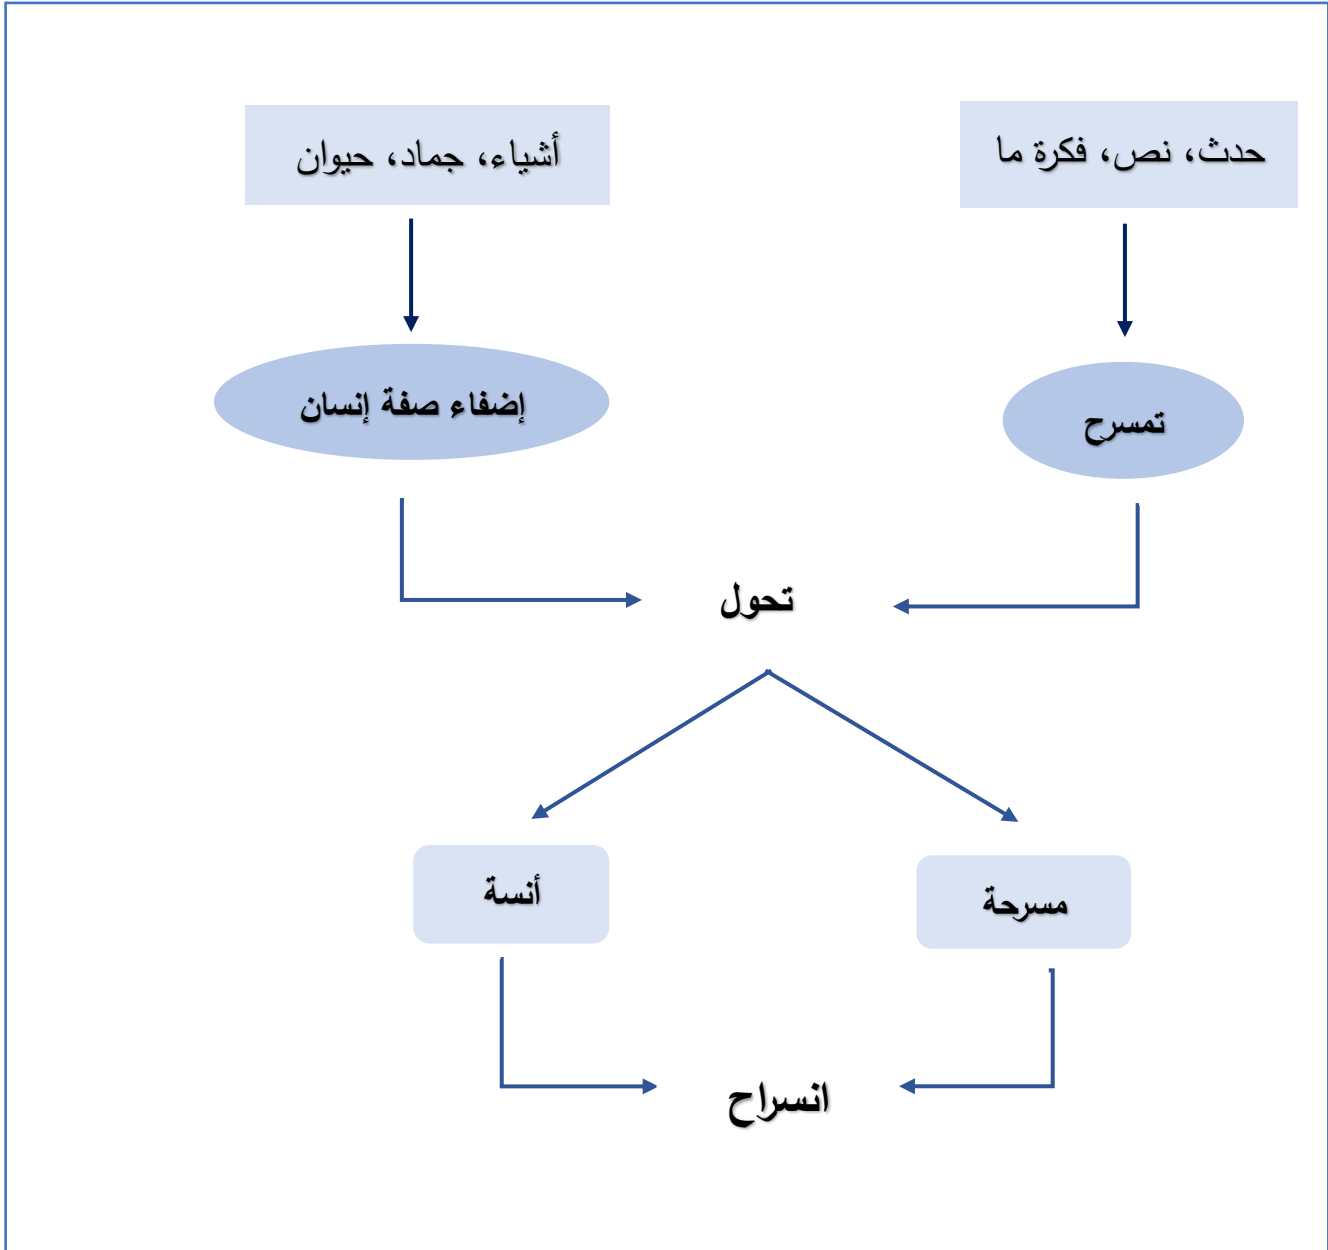 حدث، نص، فكرة ما
أشياء، جماد، حيوان
تمسرح
إضفاء صفة إنسان
تحول
مسرحة
أنسة
انسراح